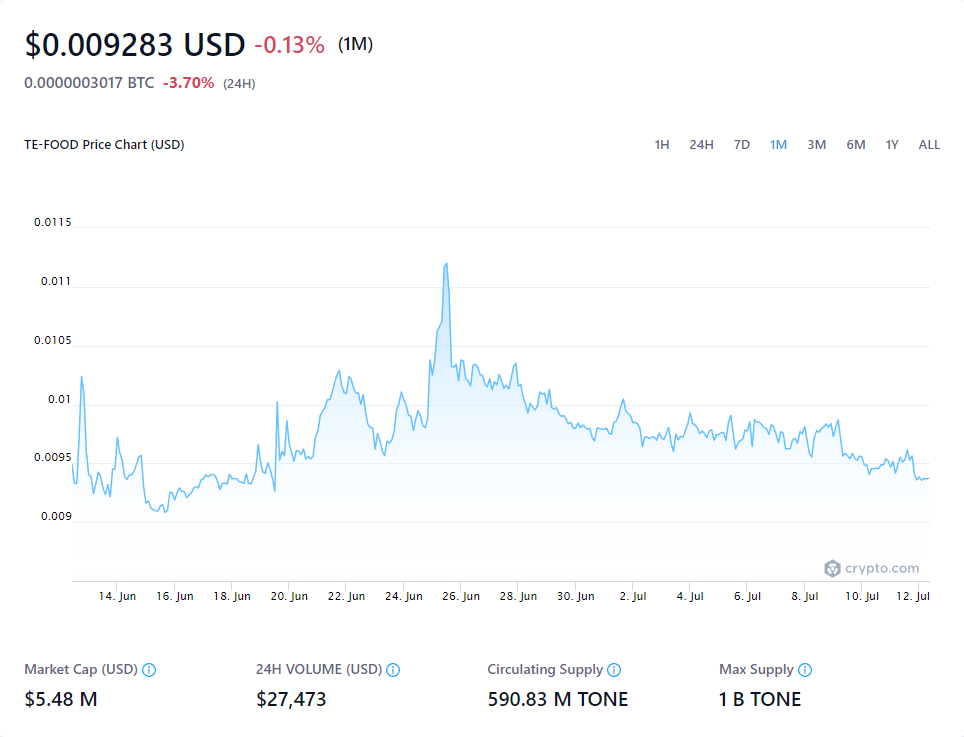 $0.009283 USD -0.13% (1M)
0.0000003017 BTC -3.70% (24H)
TE-FOOD Price Chart (USD) 1H 24H 7D 1M 3M 6M 1Y ALL
0.0115
0.011
0.0105
0.01
0.0095
0.009
crypto.com
14. Jun 16. Jun 18. Jun 20. Jun 22. Jun 24. Jun 26. Jun 28. Jun 30. Jun 2. Jul 4. Jul 6. Jul 8. Jul 10. Jul 12. Jul
Market Cap (USD) 24H VOLUME (USD) Circulating Supply Max Supply
$5.48 M $27,473 590.83 M TONE 1 B TONE